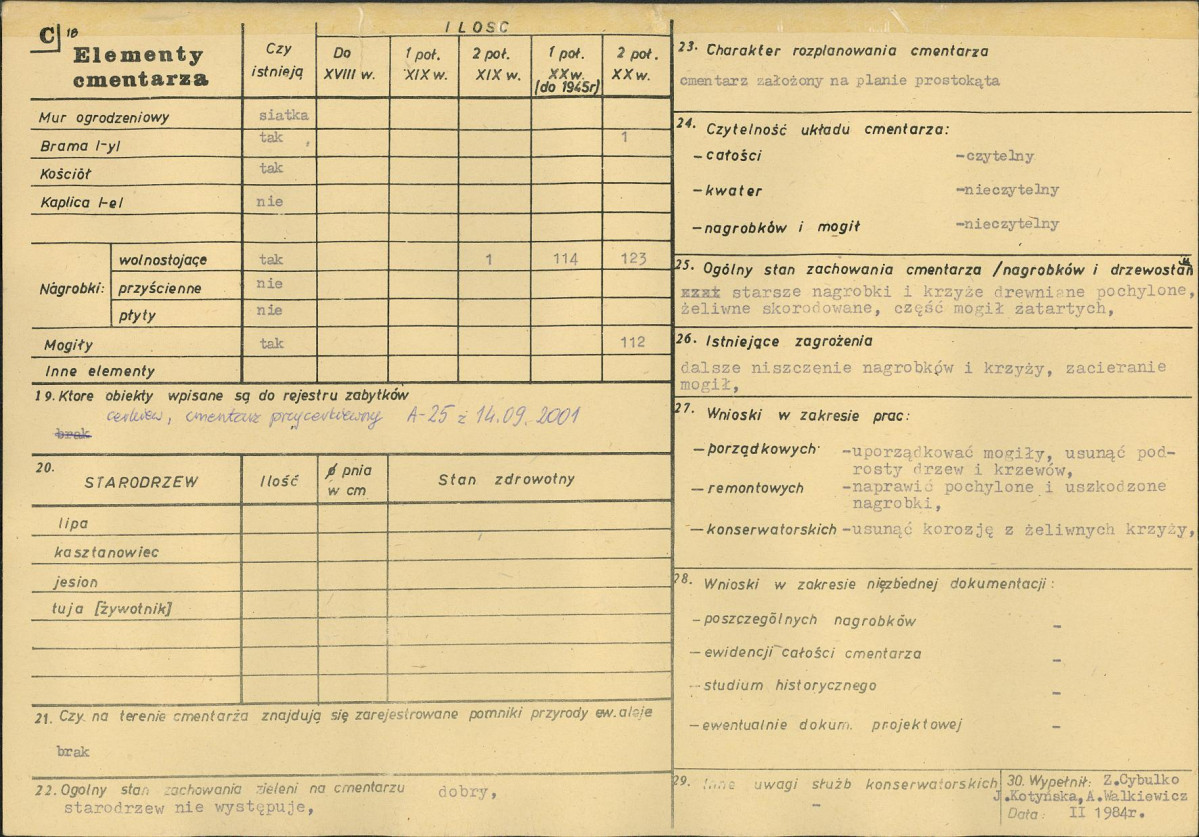 C 18
Elementy cmentarza
Czy istnieją
ILOSC
Do XVIII w.
1 poł. XIX w.
2 poł. XIX w.
1 poł. XX w. (do 1945r)
2 poł. XX w.
Mur ogrodzeniowy siatka
Brama /-y/ tak 1
Kościół tak
Kaplica /-e/ nie
Nagrobki: wolnostojące tak 1 114 123
przyścienne nie
płyty nie
Mogiły tak 112
Inne elementy
19. Ktore obiekty wpisane są do rejestru zabytków
cerkiew, cmentarz przycerkiewny A-25 z 14.09.2001
brak
20. STARODRZEW Ilość ø pnia w cm Stan zdrowotny
lipa
kasztanowiec
jesion
tuja [żywotnik]
21. Czy na terenie cmentarza znajdują się zarejestrowane pomniki przyrody ew. aleje
brak
22. Ogolny stan zachowania zieleni na cmentarzu dobry,
starodrzew nie występuje,
23. Charakter rozplanowania cmentarza
cmentarz założony na planie prostokąta
24. Czytelność układu cmentarza:
– całości -czytelny
– kwater -nieczytelny
– nagrobków i mogił -nieczytelny
25. Ogólny stan zachowania cmentarza /nagrobków i drzewostanu
xxxx starsze nagrobki i krzyże drewniane pochylone,
żeliwne skorodowane, część mogił zatartych,
26. Istniejące zagrożenia
dalsze niszczenie nagrobków i krzyży, zacieranie
mogił,
27. Wnioski w zakresie prac:
– porządkowych -uporządkować mogiły, usunąć pod-
rosty drzew i krzewów,
– remontowych -naprawić pochylone i uszkodzone
nagrobki,
– konserwatorskich -usunąć korozję z żeliwnych krzyży,
28. Wnioski w zakresie nięzbednej dokumentacji:
– poszczególnych nagrobków –
– ewidencji całości cmentarza –
– studium historycznego –
– ewentualnie dokum. projektowej –
29. Inne uwagi służb konserwatorskich
–
30. Wypełnił: Z.Cybulko
J.Kotyńska, A.Walkiewicz
Data: II 1984r.